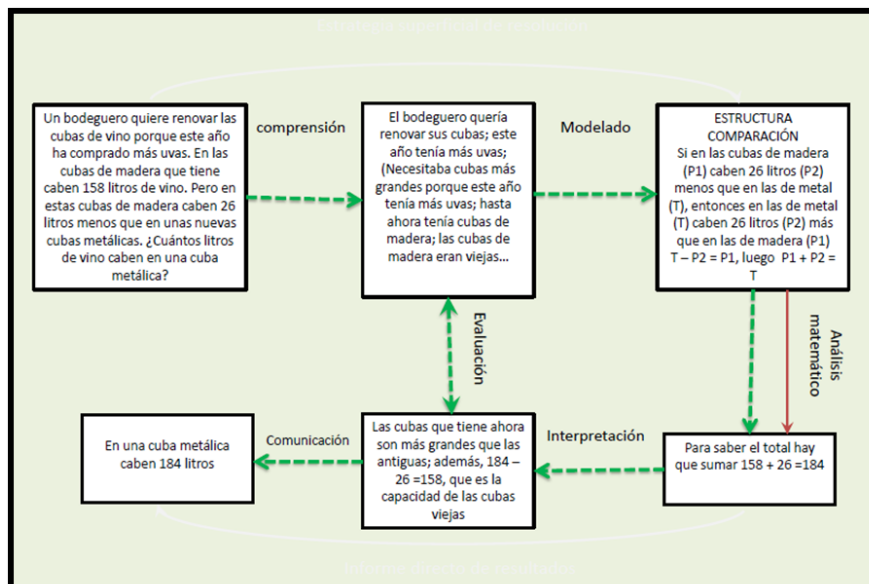 Estrategia superficial de resolución
Un bodeguero quiere renovar las
cubas de vino porque este año
ha comprado más uvas. En las
cubas de madera que tiene
caben 158 litros de vino. Pero en
estas cubas de madera caben 26
litros menos que en unas nuevas
cubas metálicas. ¿Cuántos litros
de vino caben en una cuba
metálica?
comprensión
El bodeguero quería
renovar sus cubas; este
año tenía más uvas;
(Necesitaba cubas más
grandes porque este año
tenía más uvas; hasta
ahora tenía cubas de
madera; las cubas de
madera eran viejas...
Modelado
ESTRUCTURA
COMPARACIÓN
Si en las cubas de madera
(P1) caben 26 litros (P2)
menos que en las de metal
(T), entonces en las de metal
(T) caben 26 litros (P2) más
que en las de madera (P1)
T – P2 = P1, luego P1 + P2 =
T
Evaluación
Análisis
matemático
En una cuba metálica
caben 184 litros
Comunicación
Las cubas que tiene ahora
son más grandes que las
antiguas; además, 184 –
26 =158, que es la
capacidad de las cubas
viejas
Interpretación
Para saber el total hay
que sumar 158 + 26 =184
Informe directo de resultados